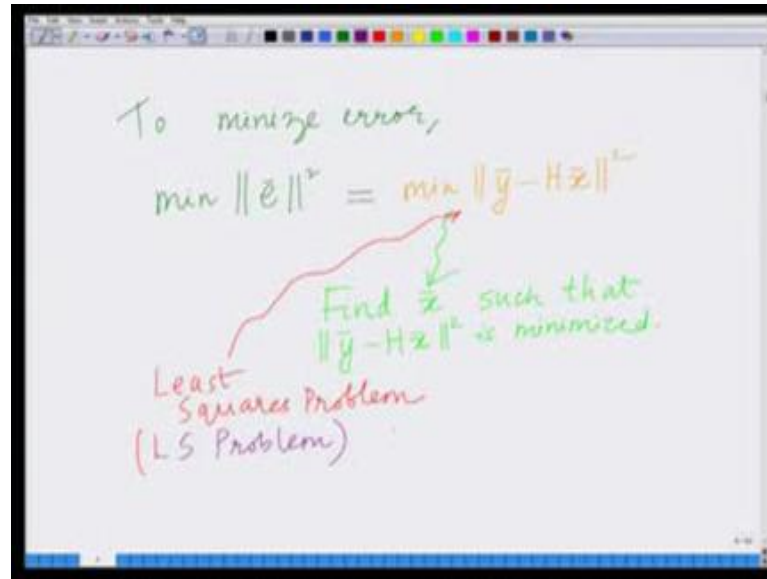 To minize error,
min ‖ē‖² = min ‖ȳ − Hx̄‖²
Find x̄ such that
‖ȳ − Hx̄‖² is minimized.
Least
Squares Problem
(LS Problem)